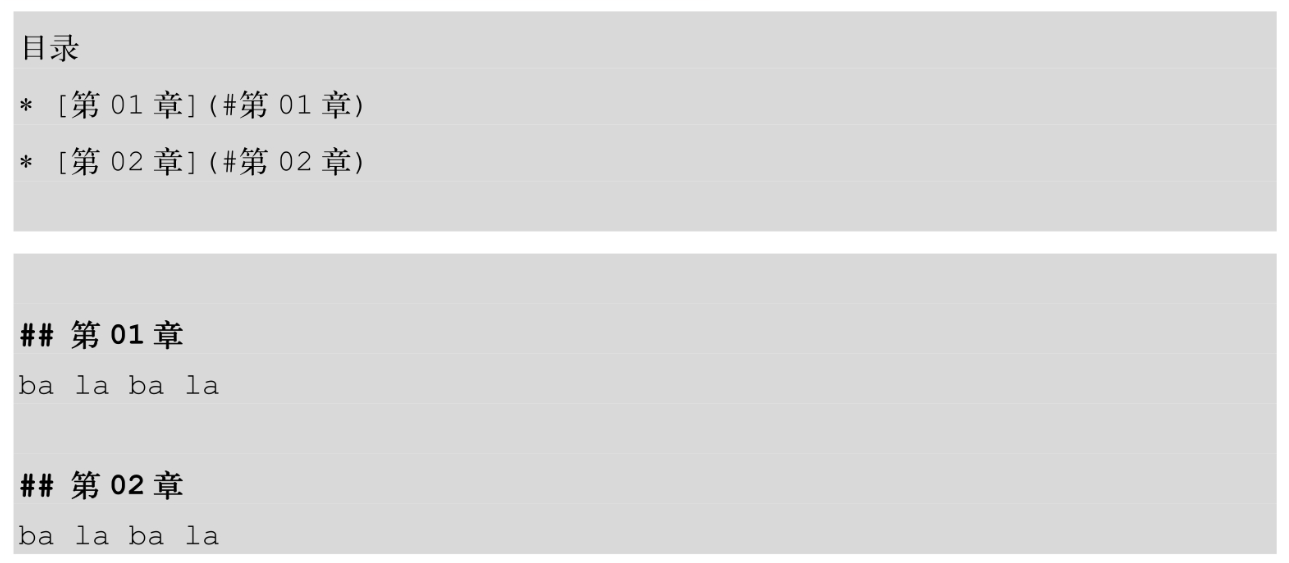 目录
* [第 01 章](#第 01 章)
* [第 02 章](#第 02 章)
## 第 01 章
ba la ba la
## 第 02 章
ba la ba la